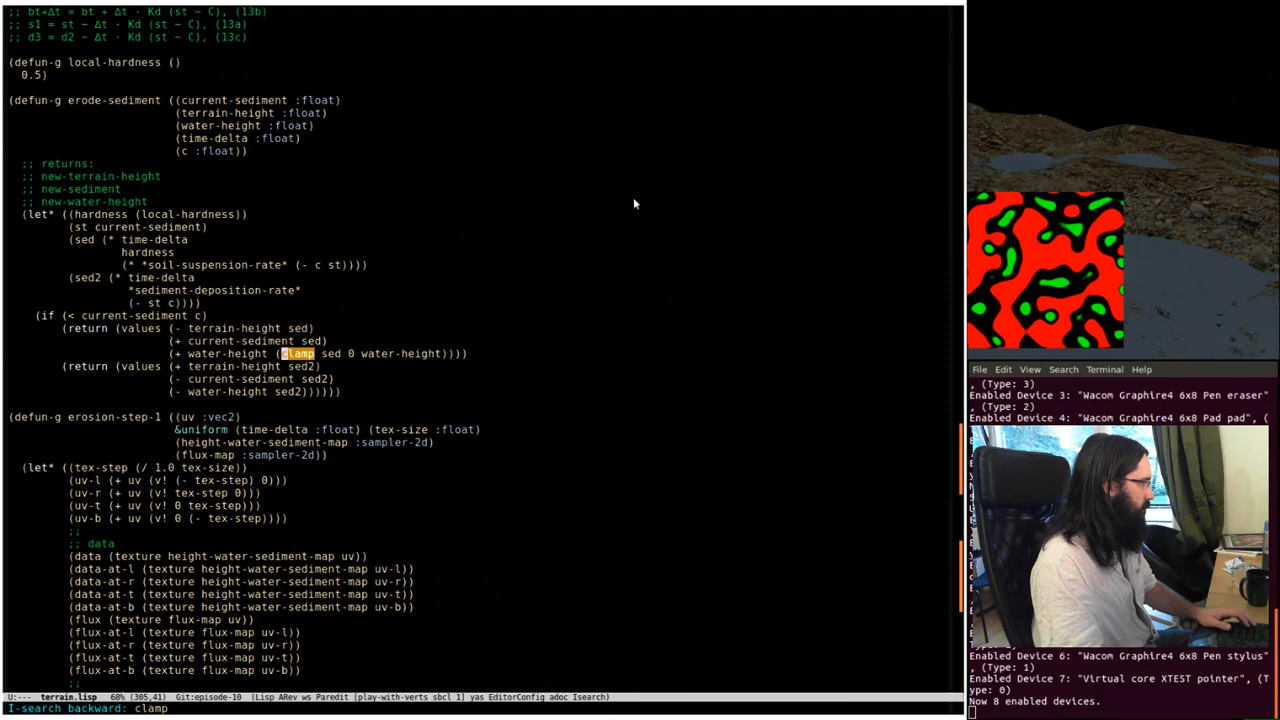 ;; bt+Δt = bt + Δt · Kd (st − C), (13b)
;; s1 = st − Δt · Kd (st − C), (13a)
;; d3 = d2 − Δt · Kd (st − C), (13c)
(defun-g local-hardness ()
0.5)
(defun-g erode-sediment ((current-sediment :float)
(terrain-height :float)
(water-height :float)
(time-delta :float)
(c :float))
;; returns:
;; new-terrain-height
;; new-sediment
;; new-water-height
(let* ((hardness (local-hardness))
(st current-sediment)
(sed (* time-delta
hardness
(* *soil-suspension-rate* (- c st))))
(sed2 (* time-delta
*sediment-deposition-rate*
(- st c))))
(if (< current-sediment c)
(return (values (- terrain-height sed)
(+ current-sediment sed)
(+ water-height (clamp sed 0 water-height))))
(return (values (+ terrain-height sed2)
(- current-sediment sed2)
(- water-height sed2))))))
(defun-g erosion-step-1 ((uv :vec2)
&uniform (time-delta :float) (tex-size :float)
(height-water-sediment-map :sampler-2d)
(flux-map :sampler-2d))
(let* ((tex-step (/ 1.0 tex-size))
(uv-l (+ uv (v! (- tex-step) 0)))
(uv-r (+ uv (v! tex-step 0)))
(uv-t (+ uv (v! 0 tex-step)))
(uv-b (+ uv (v! 0 (- tex-step))))
;;
;; data
(data (texture height-water-sediment-map uv))
(data-at-l (texture height-water-sediment-map uv-l))
(data-at-r (texture height-water-sediment-map uv-r))
(data-at-t (texture height-water-sediment-map uv-t))
(data-at-b (texture height-water-sediment-map uv-b))
(flux (texture flux-map uv))
(flux-at-l (texture flux-map uv-l))
(flux-at-r (texture flux-map uv-r))
(flux-at-t (texture flux-map uv-t))
(flux-at-b (texture flux-map uv-b))
;;
U:--- terrain.lisp 68% (305,41) Git:episode-10 (Lisp ARev ws Paredit [play-with-verts sbcl 1] yas EditorConfig adoc Isearch)
I-search backward: clamp
File Edit View Search Terminal Help
, (Type: 3)
Enabled Device 3: "Wacom Graphire4 6x8 Pen eraser"
, (Type: 2)
Enabled Device 4: "Wacom Graphire4 6x8 Pad pad", (
Enabled Device 6: "Wacom Graphire4 6x8 Pen stylus"
, (Type: 1)
Enabled Device 7: "Virtual core XTEST pointer", (T
ype: 0)
Now 8 enabled devices.